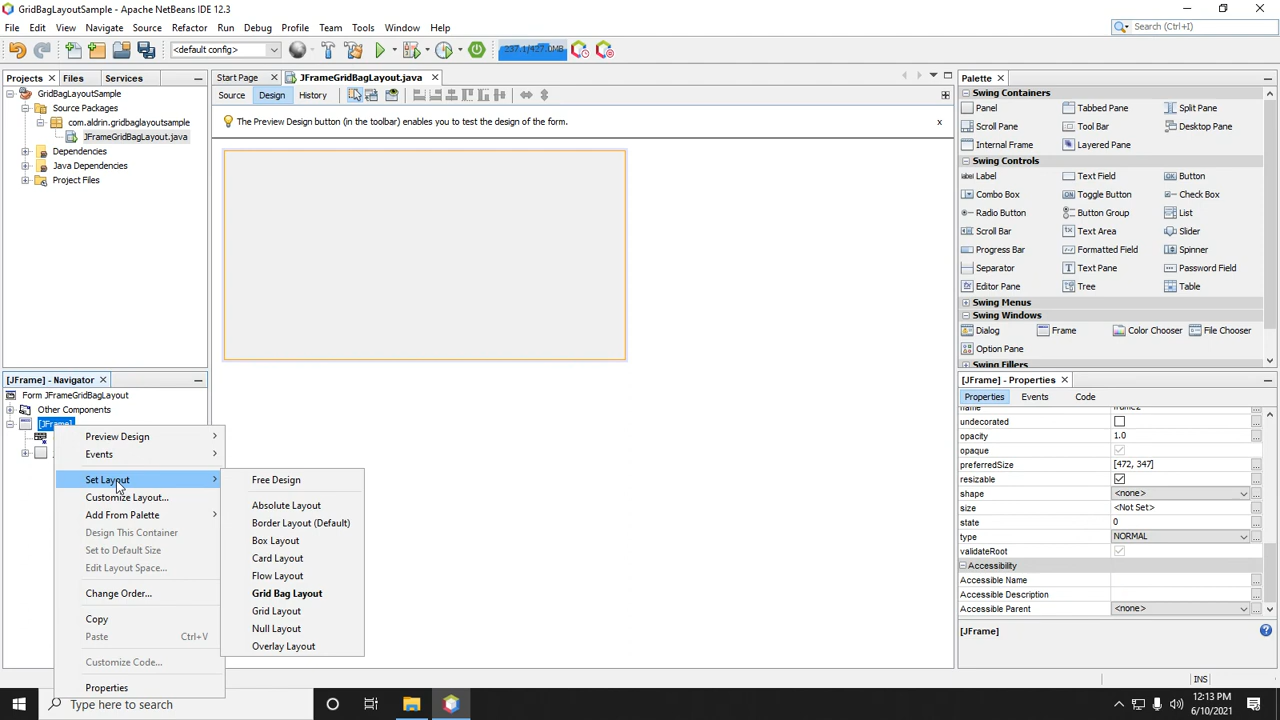 GridBagLayoutSample - Apache NetBeans IDE 12.3
File Edit View Navigate Source Refactor Run Debug Profile Team Tools Window Help
Search (Ctrl+I)
<default config>
237.1/427.0MB
Projects Files Services
GridBagLayoutSample
Source Packages
com.aldrin.gridbaglayoutsample
JFrameGridBagLayout.java
Dependencies
Java Dependencies
Project Files
Start Page JFrameGridBagLayout.java
Source Design History
The Preview Design button (in the toolbar) enables you to test the design of the form.
x
[JFrame] - Navigator
Form JFrameGridBagLayout
Other Components
[JFrame]
Preview Design
Events
Set Layout
Customize Layout...
Add From Palette
Design This Container
Set to Default Size
Edit Layout Space...
Change Order...
Copy
Paste Ctrl+V
Customize Code...
Properties
Free Design
Absolute Layout
Border Layout (Default)
Box Layout
Card Layout
Flow Layout
Grid Bag Layout
Grid Layout
Null Layout
Overlay Layout
Palette
Swing Containers
Panel Tabbed Pane Split Pane
Scroll Pane Tool Bar Desktop Pane
Internal Frame Layered Pane
Swing Controls
label Label Text Field OK Button
Combo Box ON Toggle Button Check Box
Radio Button Button Group List
Scroll Bar Text Area Slider
Progress Bar Formatted Field Spinner
Separator Text Pane Password Field
Editor Pane Tree Table
Swing Menus
Swing Windows
Dialog Frame Color Chooser File Chooser
Option Pane
Swing Fillers
[JFrame] - Properties
Properties Events Code
name frame2 ...
undecorated ...
opacity 1.0 ...
opaque ...
preferredSize [472, 347] ...
resizable ...
shape <none> ...
size <Not Set> ...
state 0 ...
type NORMAL ...
validateRoot ...
Accessibility
Accessible Name ...
Accessible Description ...
Accessible Parent <none> ...
[JFrame]
INS
Type here to search
12:13 PM
6/10/2021